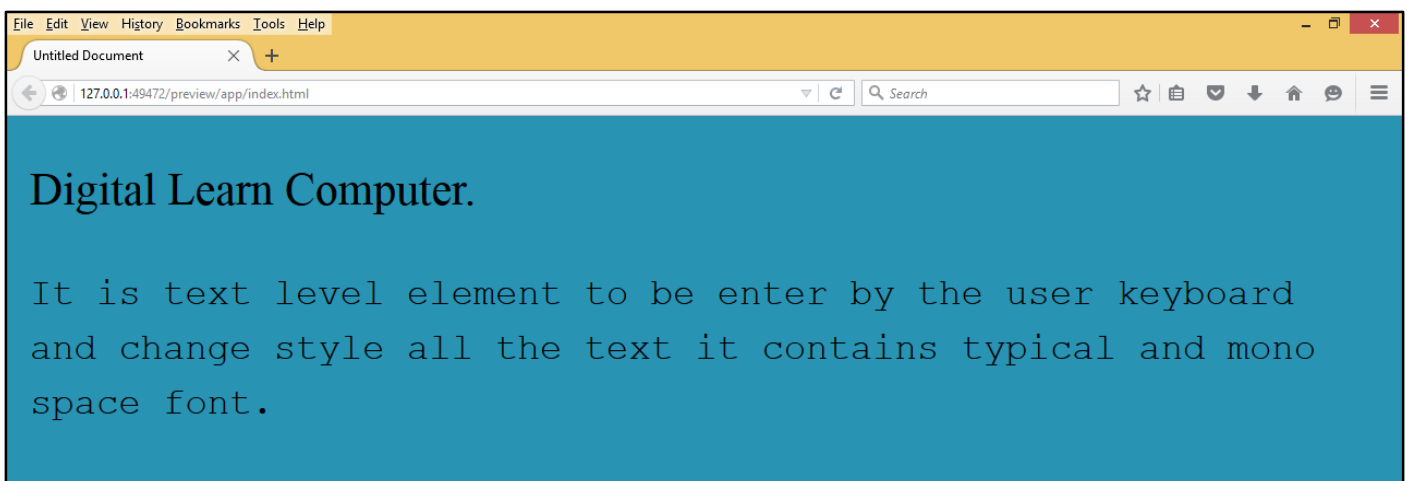 File Edit View History Bookmarks Tools Help
Untitled Document
127.0.0.1:49472/preview/app/index.html Search
Digital Learn Computer.
It is text level element to be enter by the user keyboard
and change style all the text it contains typical and mono
space font.